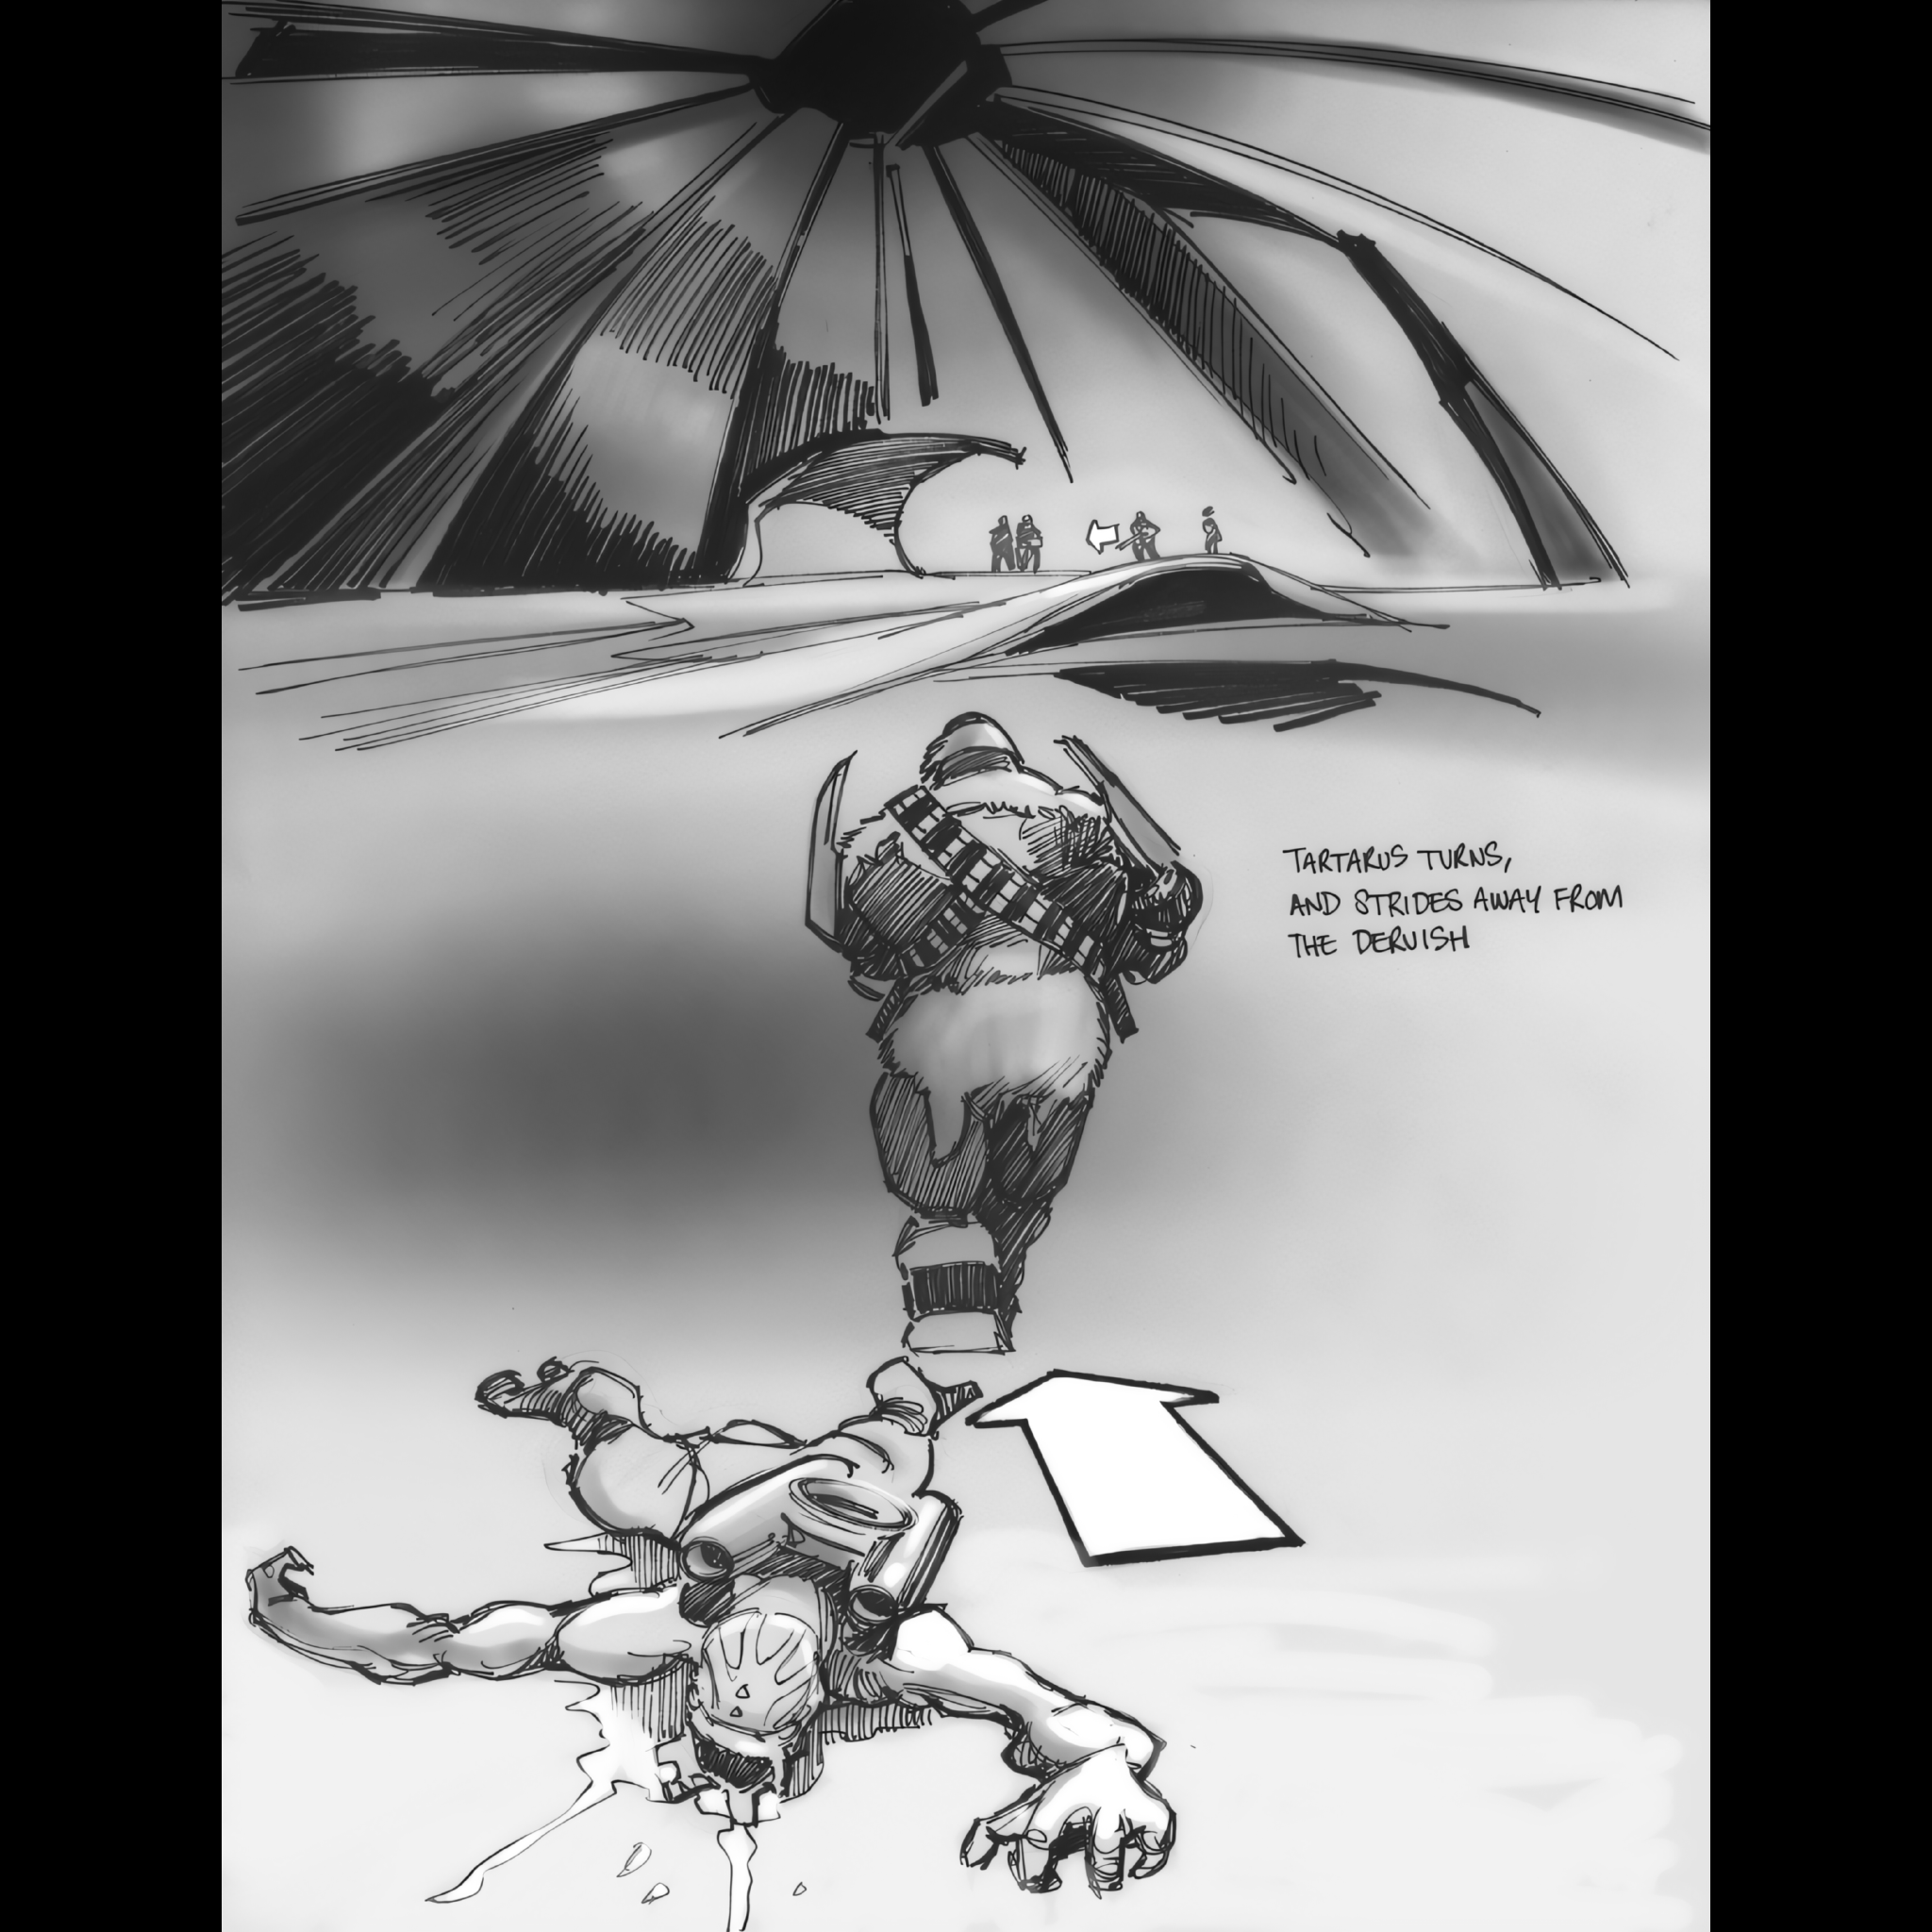 TARTARUS TURNS,
AND STRIDES AWAY FROM
THE DERVISH